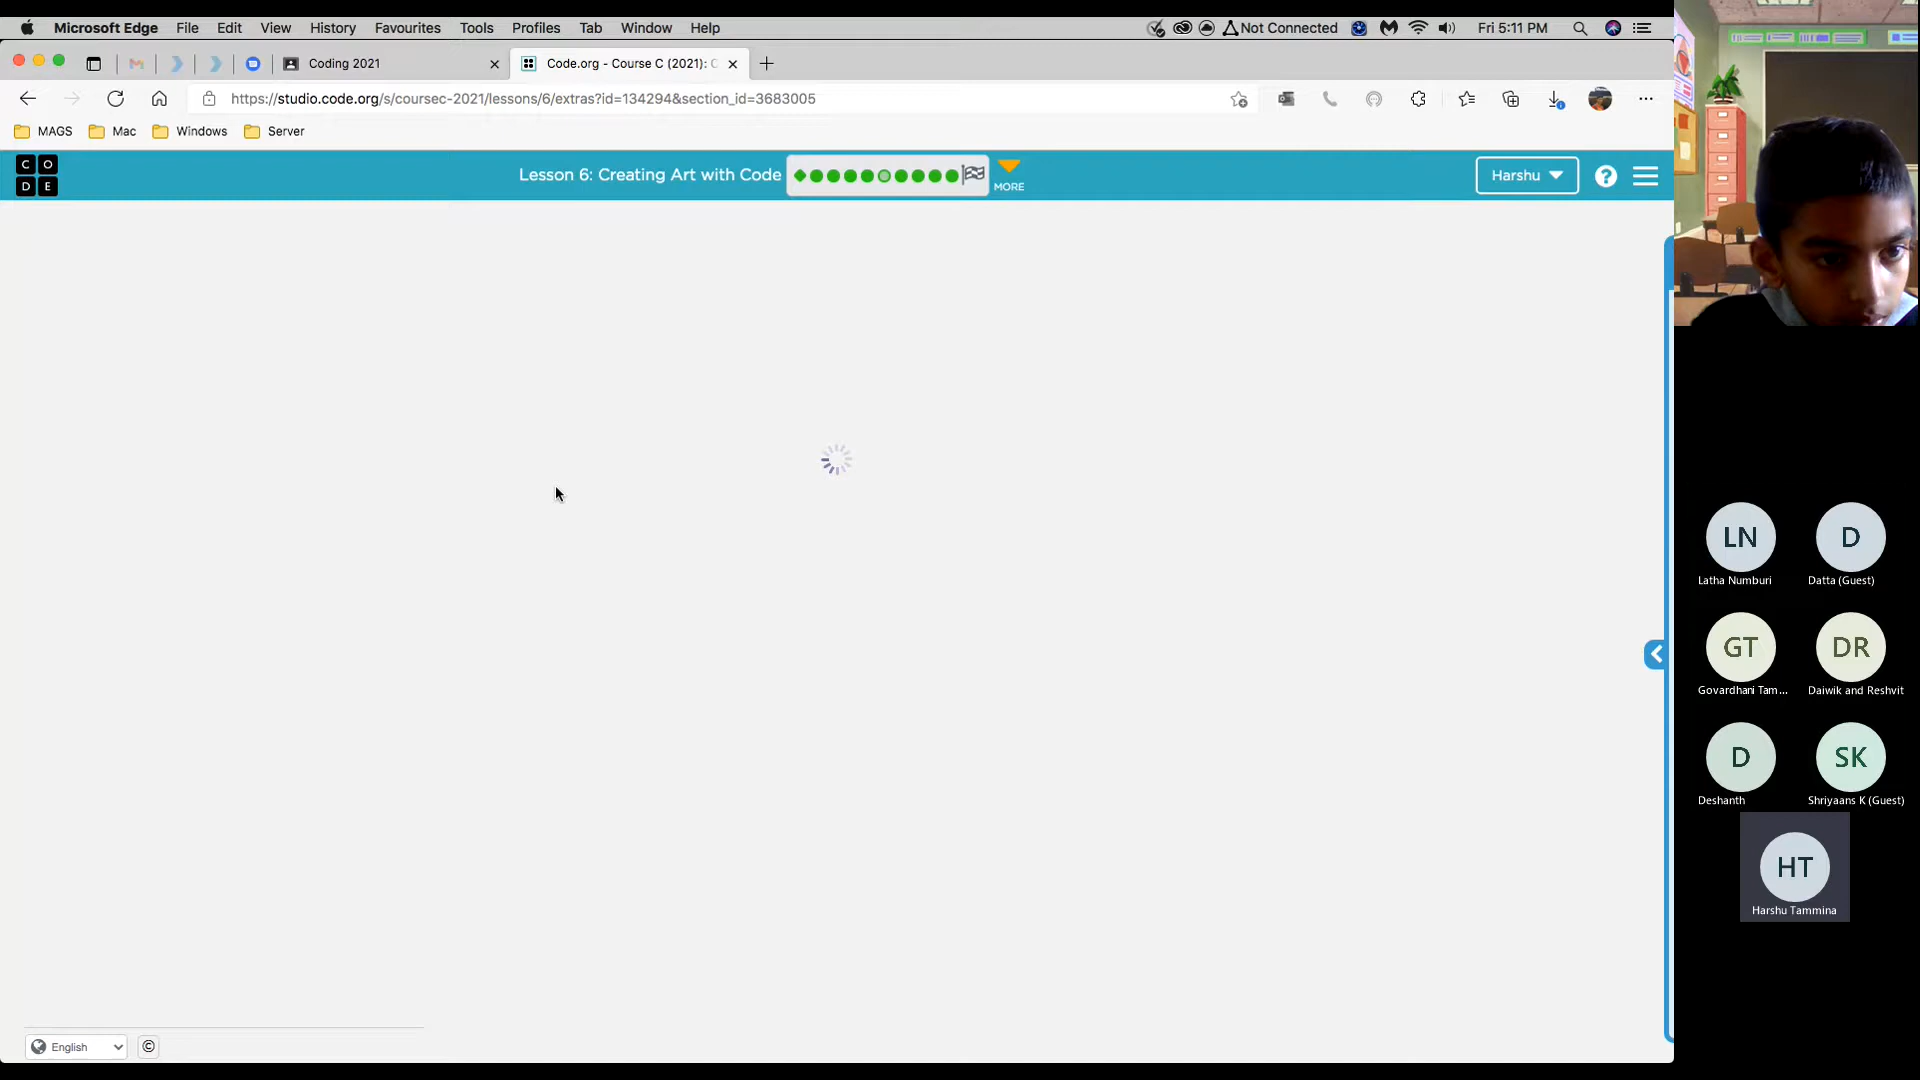 Microsoft Edge File Edit View History Favourites Tools Profiles Tab Window Help Not Connected Fri 5:11 PM
Coding 2021
Code.org - Course C (2021): C
https://studio.code.org/s/coursec-2021/lessons/6/extras?id=134294&section_id=3683005
MAGS Mac Windows Server
C O
D E
Lesson 6: Creating Art with Code
MORE
Harshu
?
LN D
Latha Numburi Datta (Guest)
GT DR
Govardhani Tam... Daiwik and Reshvit
D SK
Deshanth Shriyaans K (Guest)
HT
Harshu Tammina
English ©